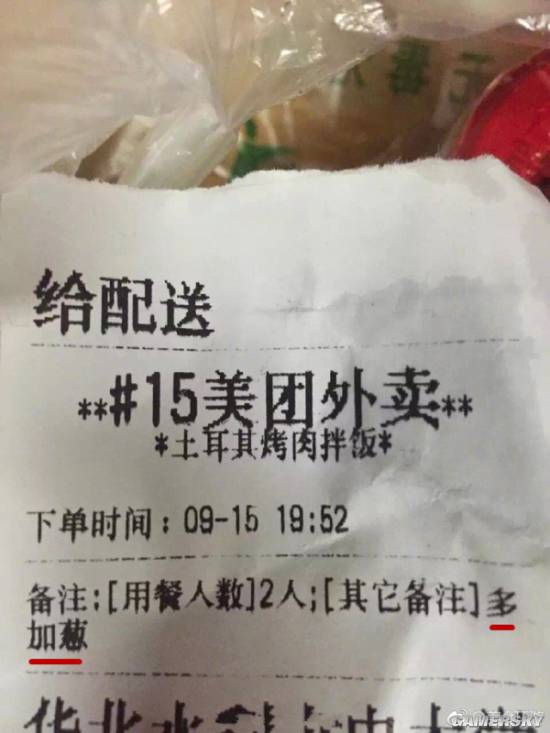 给配送
**#15美团外卖**
*土耳其烤肉拌饭*
下单时间：09-15 19:52
备注:[用餐人数]2人;[其它备注]多
加葱
GAMERSKY